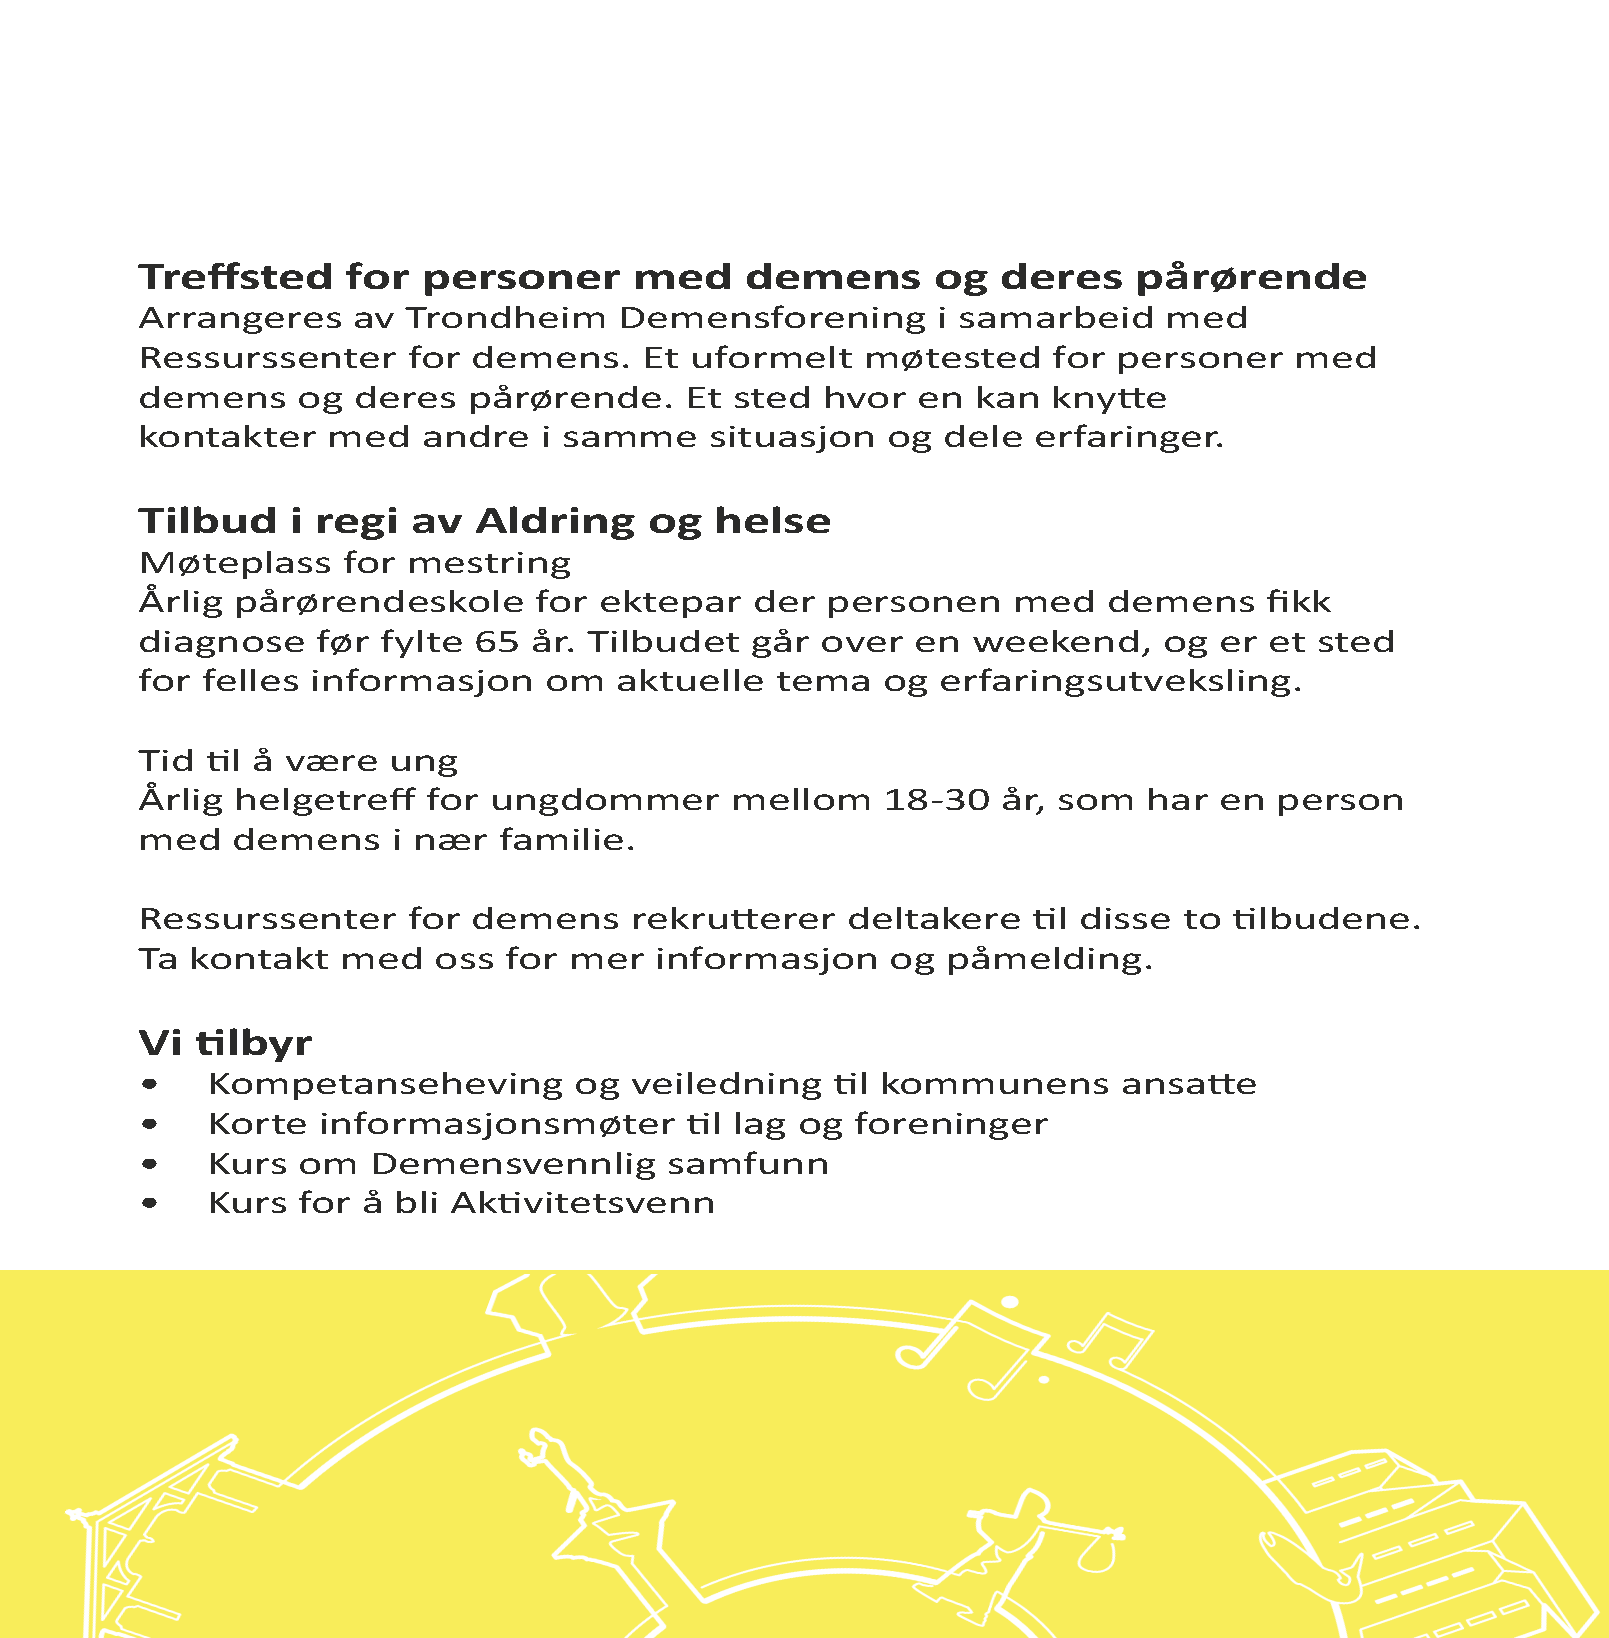 Treffsted for personer med demens og deres pårørende
Arrangeres av Trondheim Demensforening i samarbeid med
Ressurssenter for demens. Et uformelt møtested for personer med
demens og deres pårørende. Et sted hvor en kan knytte
kontakter med andre i samme situasjon og dele erfaringer.
Tilbud i regi av Aldring og helse
Møteplass for mestring
Årlig pårørendeskole for ektepar der personen med demens fikk
diagnose før fylte 65 år. Tilbudet går over en weekend, og er et sted
for felles informasjon om aktuelle tema og erfaringsutveksling.
Tid til å være ung
Årlig helgetreff for ungdommer mellom 18-30 år, som har en person
med demens i nær familie.
Ressurssenter for demens rekrutterer deltakere til disse to tilbudene.
Ta kontakt med oss for mer informasjon og påmelding.
Vi tilbyr
• Kompetanseheving og veiledning til kommunens ansatte
• Korte informasjonsmøter til lag og foreninger
• Kurs om Demensvennlig samfunn
• Kurs for å bli Aktivitetsvenn